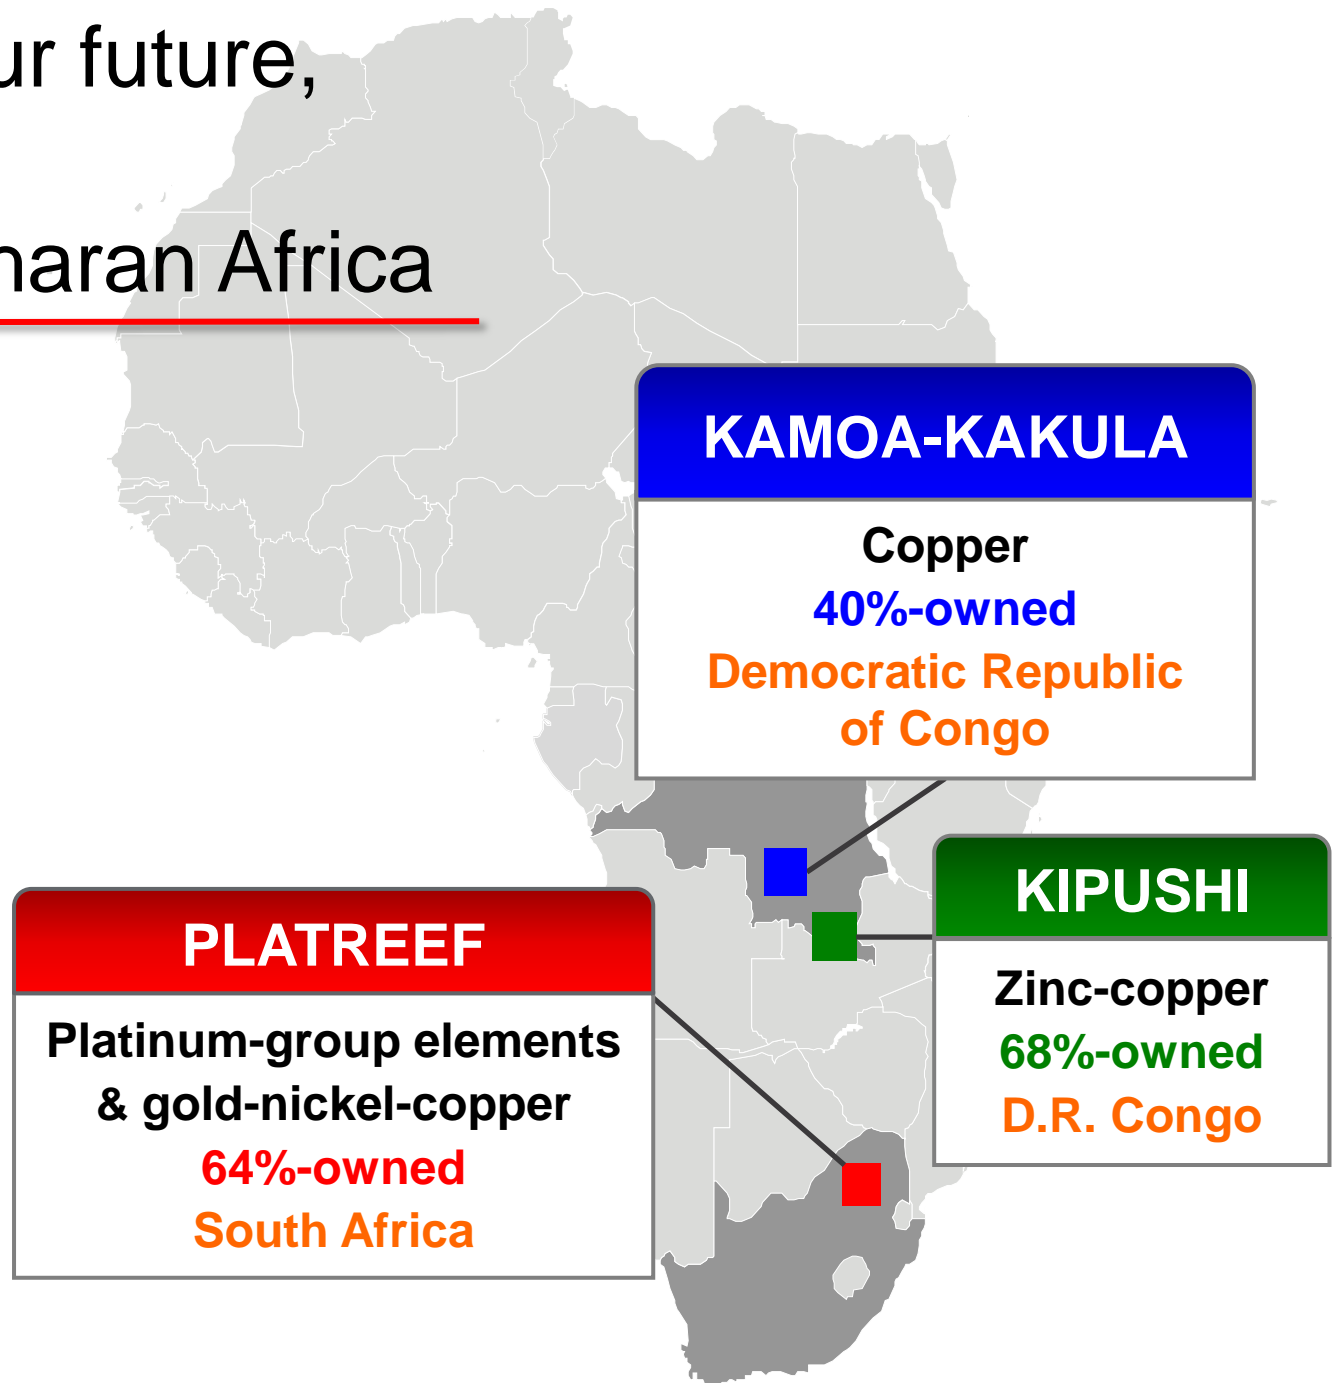 ur future,
haran Africa
KAMOA-KAKULA
Copper
40%-owned
Democratic Republic
of Congo
KIPUSHI
Zinc-copper
68%-owned
D.R. Congo
PLATREEF
Platinum-group elements
& gold-nickel-copper
64%-owned
South Africa